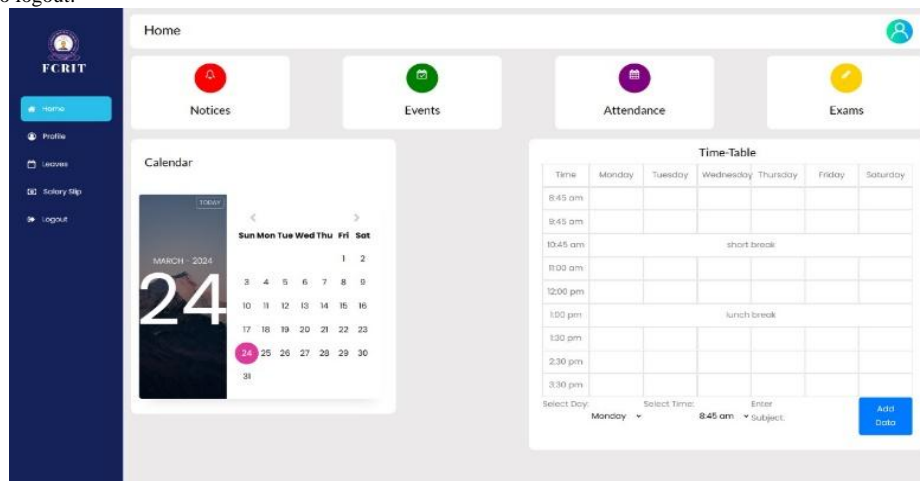 o logout.
FCRIT
Home
Profile
Leaves
Salary Slip
Logout
Home
Notices
Events
Attendance
Exams
Calendar
TODAY
MARCH - 2024
24
< >
Sun Mon Tue Wed Thu Fri Sat
1 2
3 4 5 6 7 8 9
10 11 12 13 14 15 16
17 18 19 20 21 22 23
24 25 26 27 28 29 30
31
Time-Table
Time Monday Tuesday Wednesday Thursday Friday Saturday
8:45 am
9:45 am
10:45 am short break
11:00 am
12:00 pm
1:00 pm lunch break
1:30 pm
2:30 pm
3:30 pm
Select Day: Monday Select Time: 8:45 am Enter
Subject:
Add
Data